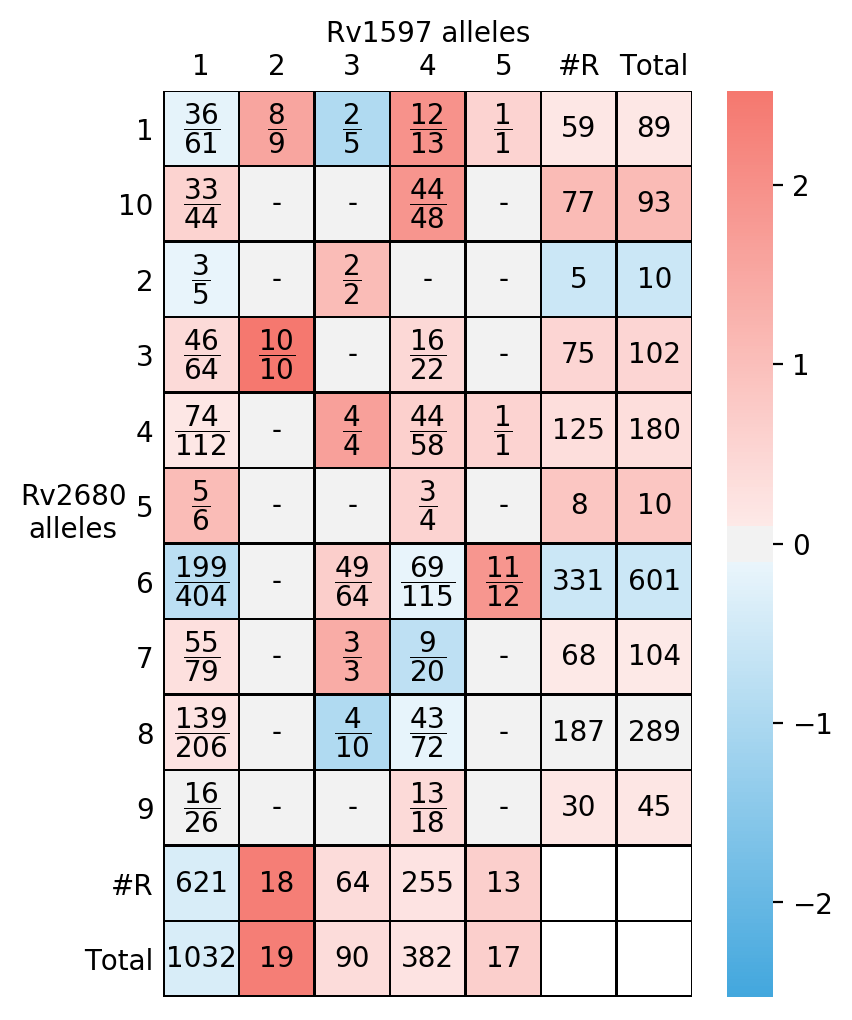 Rv1597 alleles
1 2 3 4 5 #R Total
1 36/61 8/9 2/5 12/13 1/1 59 89
10 33/44 - - 44/48 - 77 93
2 3/5 - 2/2 - - 5 10
3 46/64 10/10 - 16/22 - 75 102
4 74/112 - 4/4 44/58 1/1 125 180
Rv2680 alleles
5 5/6 - - 3/4 - 8 10
6 199/404 - 49/64 69/115 11/12 331 601
7 55/79 - 3/3 9/20 - 68 104
8 139/206 - 4/10 43/72 - 187 289
9 16/26 - - 13/18 - 30 45
#R 621 18 64 255 13
Total 1032 19 90 382 17
2
1
0
−1
−2